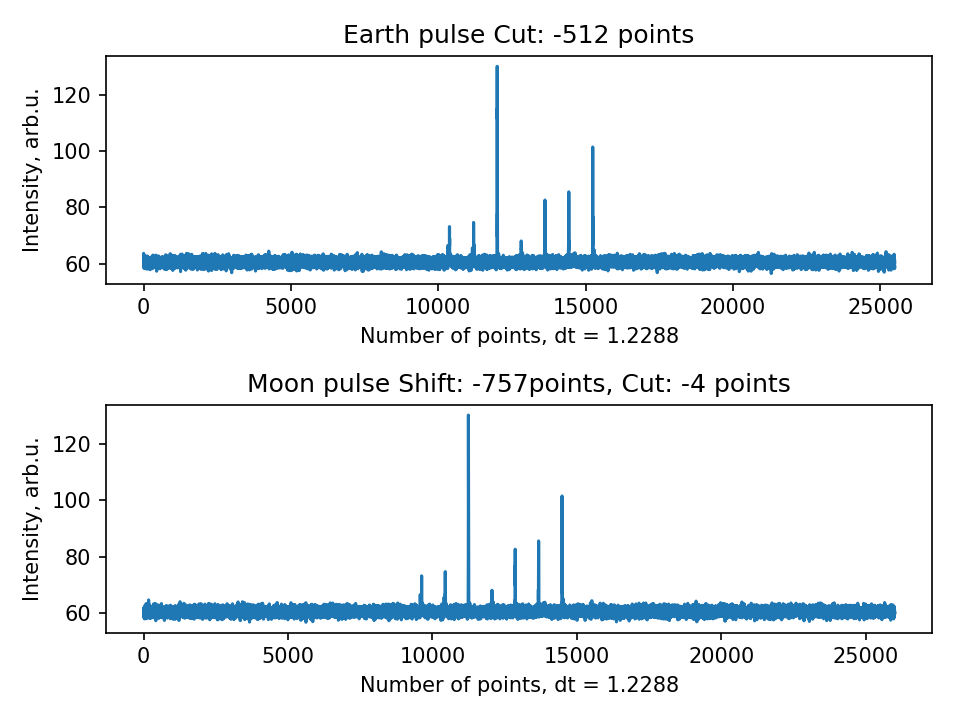 Earth pulse Cut: -512 points
Intensity, arb.u.
120
100
80
60
0 5000 10000 15000 20000 25000
Number of points, dt = 1.2288
Moon pulse Shift: -757points, Cut: -4 points
Intensity, arb.u.
120
100
80
60
0 5000 10000 15000 20000 25000
Number of points, dt = 1.2288